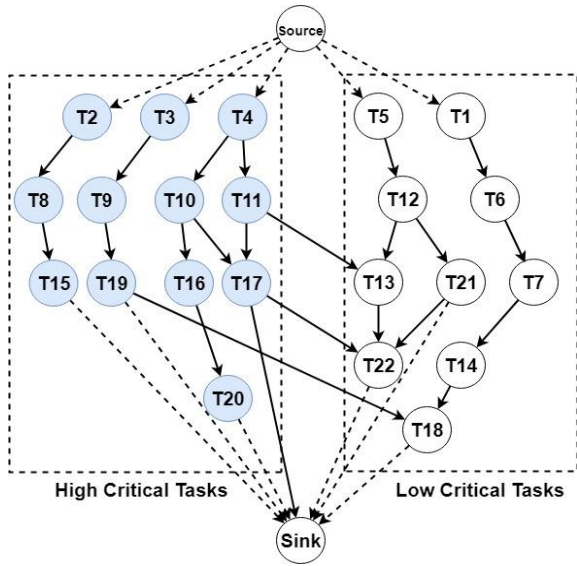 Source
T2
T3
T4
T5
T1
T8
T9
T10
T11
T12
T6
T15
T19
T16
T17
T13
T21
T7
T22
T14
T20
T18
High Critical Tasks
Low Critical Tasks
Sink